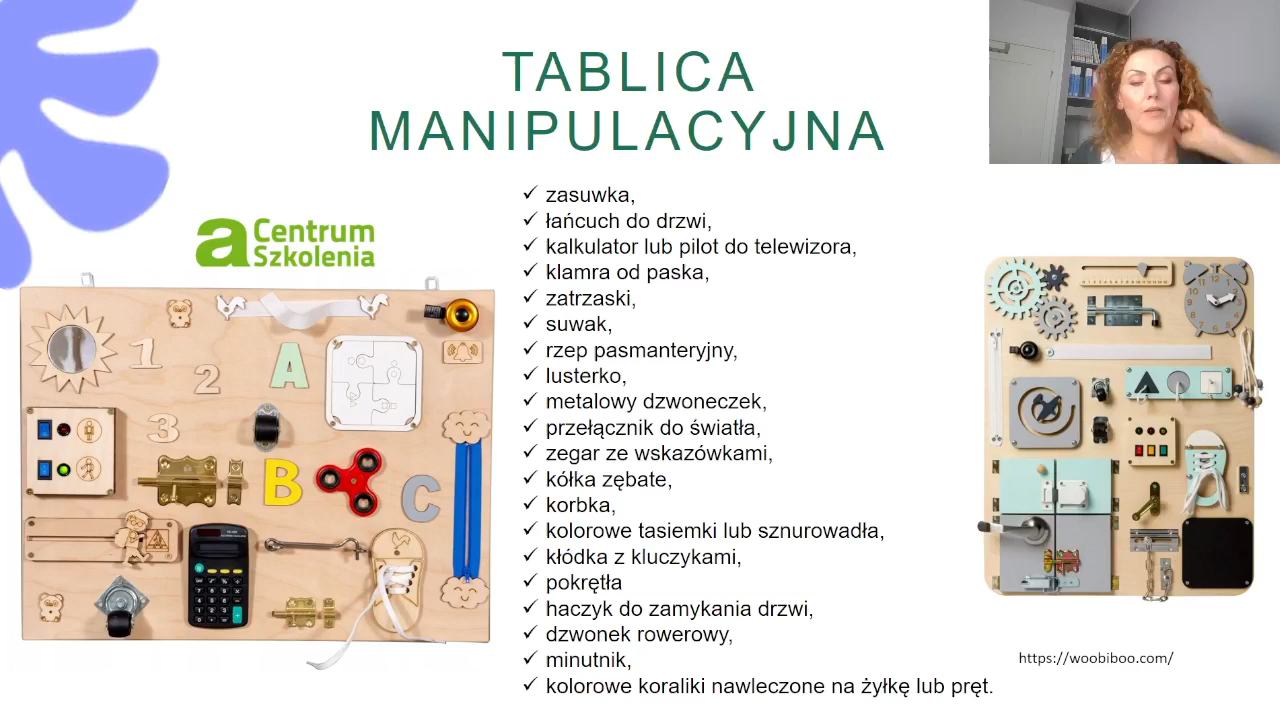 TABLICA
MANIPULACYJNA
a Centrum
Szkolenia
zasuwka,
łańcuch do drzwi,
kalkulator lub pilot do telewizora,
klamra od paska,
zatrzaski,
suwak,
rzep pasmanteryjny,
lusterko,
metalowy dzwoneczek,
przełącznik do światła,
zegar ze wskazówkami,
kółka zębate,
korbka,
kolorowe tasiemki lub sznurowadła,
kłódka z kluczykami,
pokrętła
haczyk do zamykania drzwi,
dzwonek rowerowy,
minutnik,
kolorowe koraliki nawleczone na żyłkę lub pręt.
1
2
3
A
B
C
https://woobiboo.com/